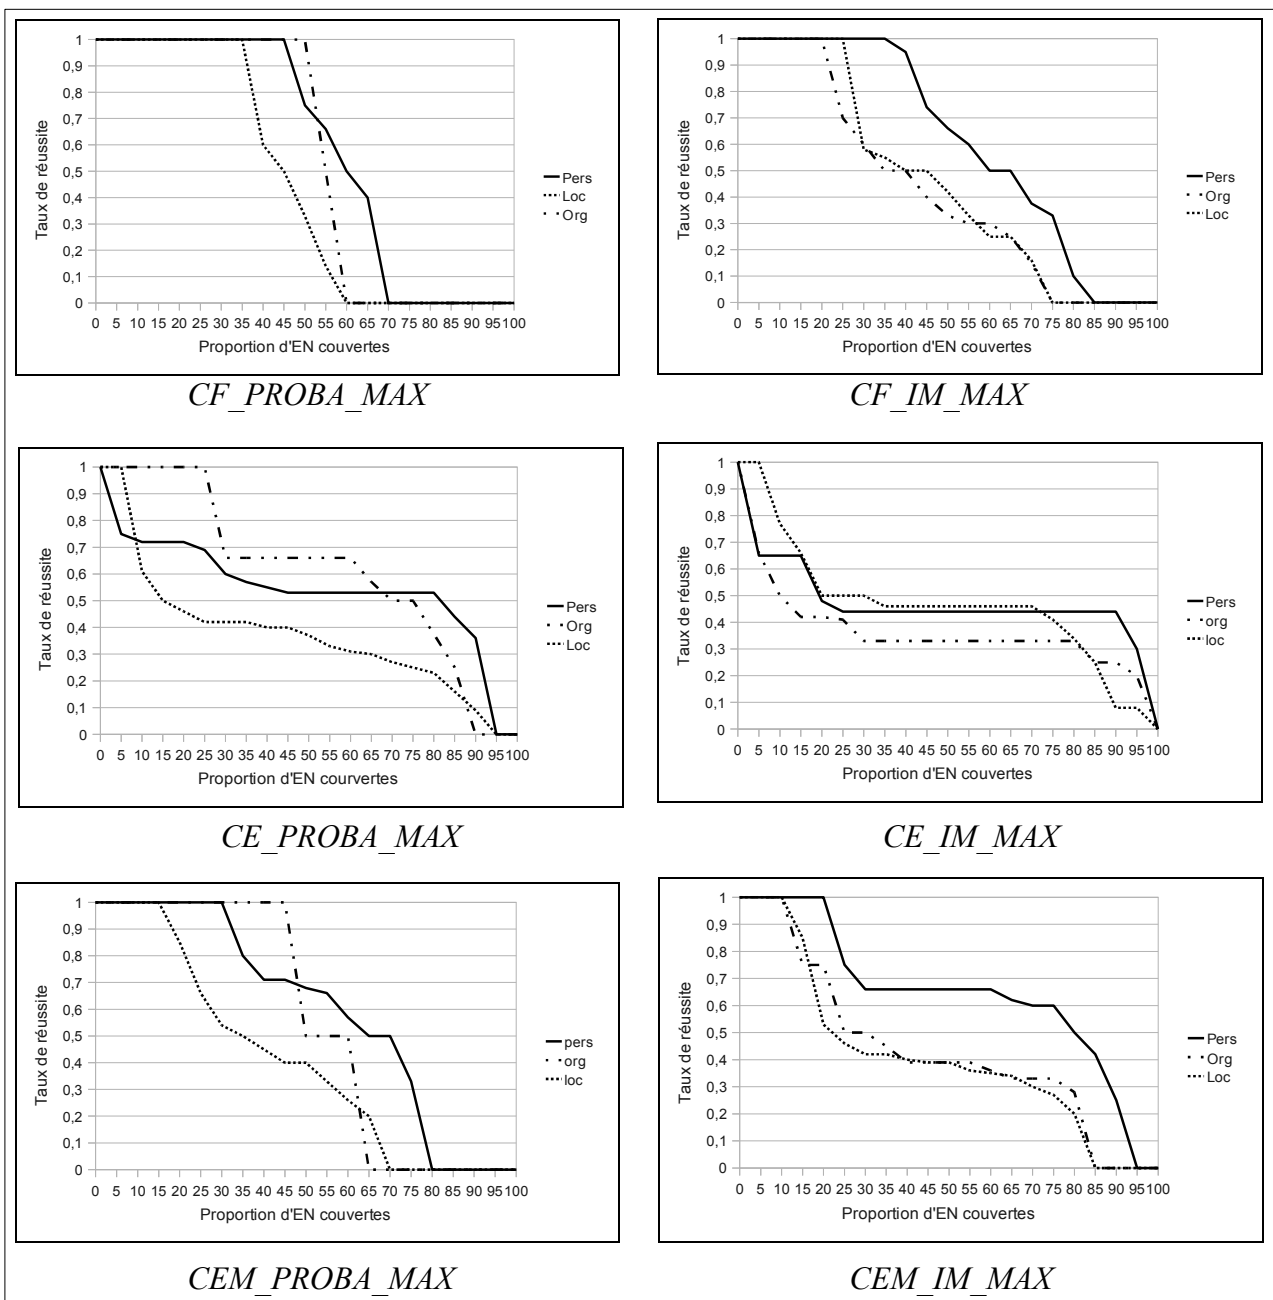 1
0,9
0,8
0,7
0,6
0,5
0,4
0,3
0,2
0,1
0
Taux de réussite
0 5 10 15 20 25 30 35 40 45 50 55 60 65 70 75 80 85 90 95 100
Proportion d'EN couvertes
Pers
Loc
Org
CF_PROBA_MAX
1
0,9
0,8
0,7
0,6
0,5
0,4
0,3
0,2
0,1
0
Taux de réussite
0 5 10 15 20 25 30 35 40 45 50 55 60 65 70 75 80 85 90 95 100
Proportion d'EN couvertes
Pers
Org
Loc
CF_IM_MAX
1
0,9
0,8
0,7
0,6
0,5
0,4
0,3
0,2
0,1
0
Taux de réussite
0 5 10 15 20 25 30 35 40 45 50 55 60 65 70 75 80 85 90 95 100
Proportion d'EN courvertes
Pers
Org
Loc
CE_PROBA_MAX
1
0,9
0,8
0,7
0,6
0,5
0,4
0,3
0,2
0,1
0
Taux de réussite
0 5 10 15 20 25 30 35 40 45 50 55 60 65 70 75 80 85 90 95 100
Proportion d'EN couvertes
Pers
org
loc
CE_IM_MAX
1
0,9
0,8
0,7
0,6
0,5
0,4
0,3
0,2
0,1
0
Taux de réussite
0 5 10 15 20 25 30 35 40 45 50 55 60 65 70 75 80 85 90 95 100
Proportion d'EN couvertes
pers
org
loc
CEM_PROBA_MAX
1
0,9
0,8
0,7
0,6
0,5
0,4
0,3
0,2
0,1
0
Taux de réussite
0 5 10 15 20 25 30 35 40 45 50 55 60 65 70 75 80 85 90 95 100
Proportion d'EN couvertes
Pers
Org
Loc
CEM_IM_MAX